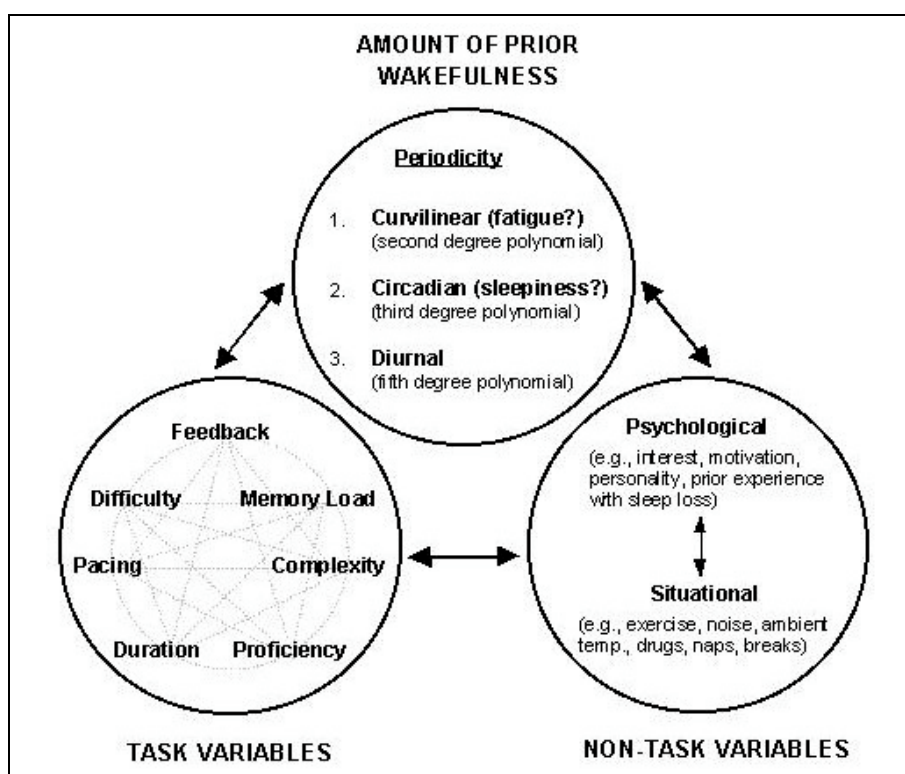 AMOUNT OF PRIOR
WAKEFULNESS
Periodicity
1. Curvilinear (fatigue?)
(second degree polynomial)
2. Circadian (sleepiness?)
(third degree polynomial)
3. Diurnal
(fifth degree polynomial)
Feedback
Difficulty
Memory Load
Pacing
Complexity
Duration
Proficiency
TASK VARIABLES
Psychological
(e.g., interest, motivation,
personality, prior experience
with sleep loss)
Situational
(e.g., exercise, noise, ambient
temp., drugs, naps, breaks)
NON-TASK VARIABLES